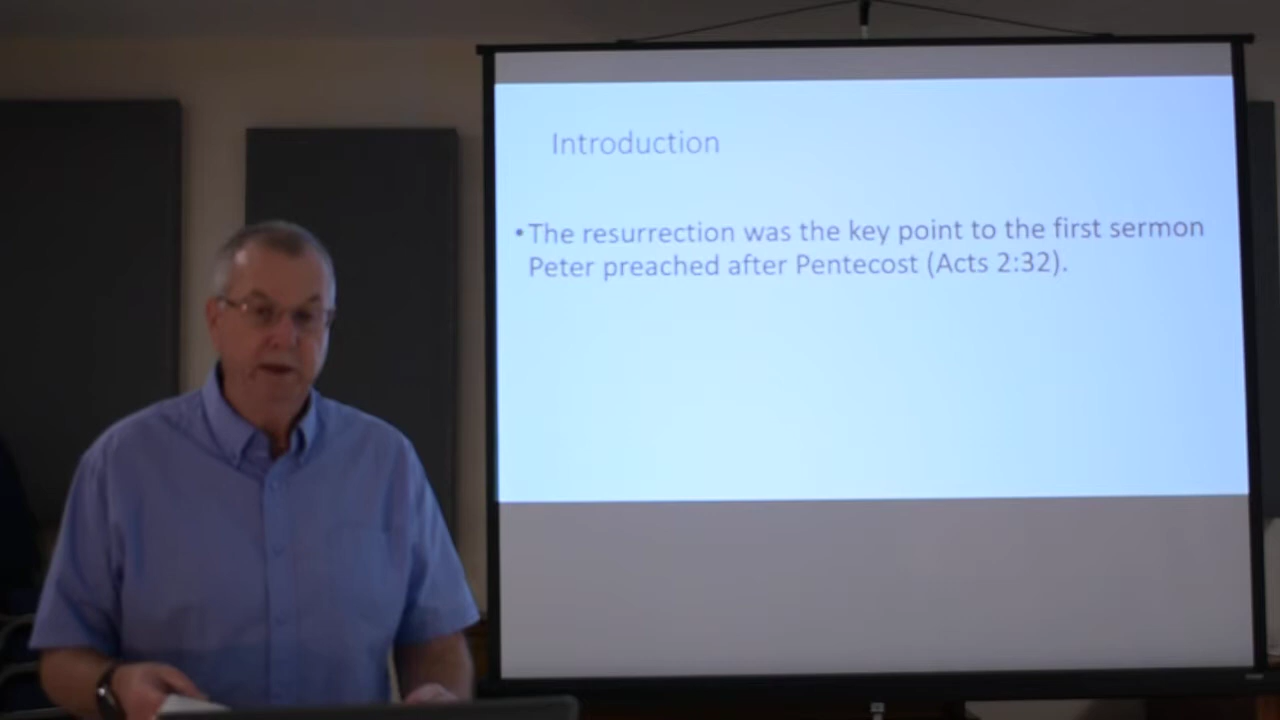 Introduction
•The resurrection was the key point to the first sermon
Peter preached after Pentecost (Acts 2:32).